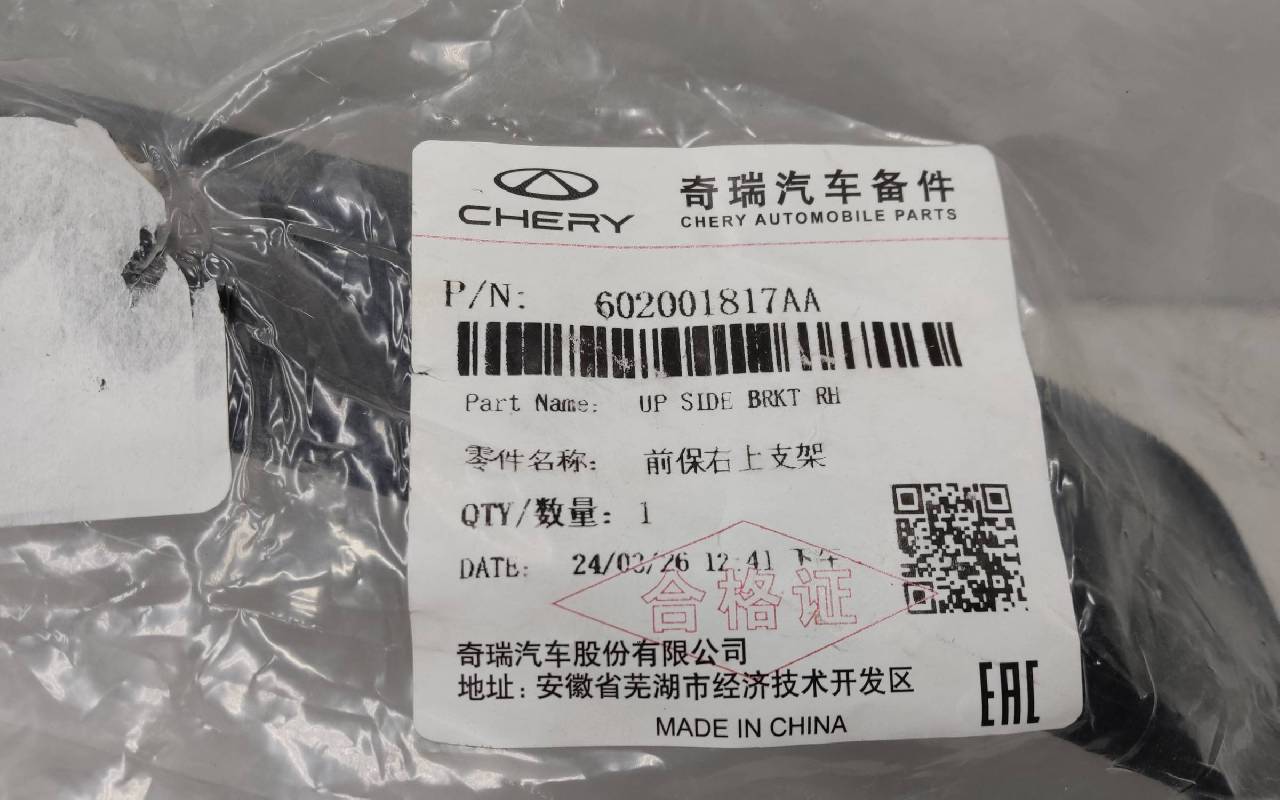 CHERY
奇瑞汽车备件
CHERY AUTOMOBILE PARTS
P/N: 602001817AA
Part Name: UP SIDE BRKT RH
零件名称: 前保右上支架
QTY/数量: 1
DATE: 24/03/26 12:41 下午
合格证
奇瑞汽车股份有限公司
地址:安徽省芜湖市经济技术开发区
EAC
MADE IN CHINA